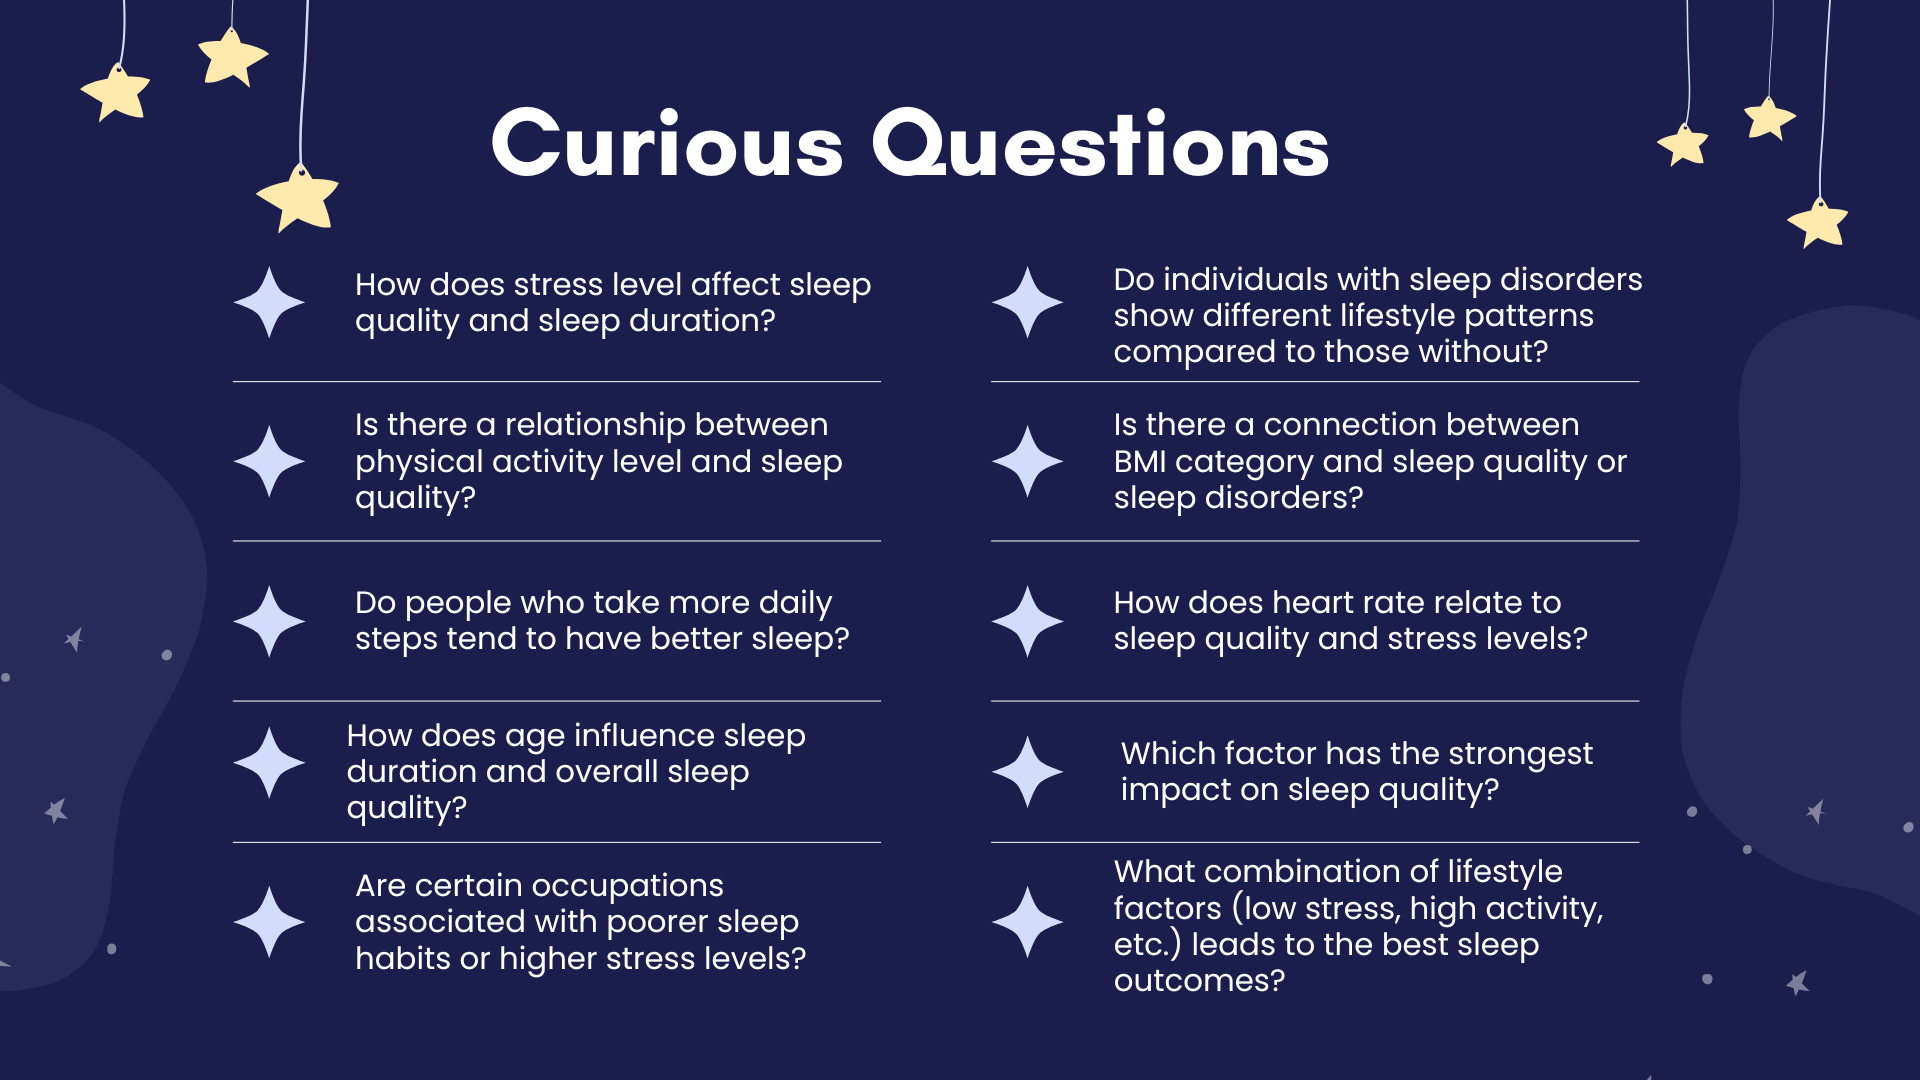 Curious Questions
How does stress level affect sleep
quality and sleep duration?
Is there a relationship between
physical activity level and sleep
quality?
Do people who take more daily
steps tend to have better sleep?
How does age influence sleep
duration and overall sleep
quality?
Are certain occupations
associated with poorer sleep
habits or higher stress levels?
Do individuals with sleep disorders
show different lifestyle patterns
compared to those without?
Is there a connection between
BMI category and sleep quality or
sleep disorders?
How does heart rate relate to
sleep quality and stress levels?
Which factor has the strongest
impact on sleep quality?
What combination of lifestyle
factors (low stress, high activity,
etc.) leads to the best sleep
outcomes?